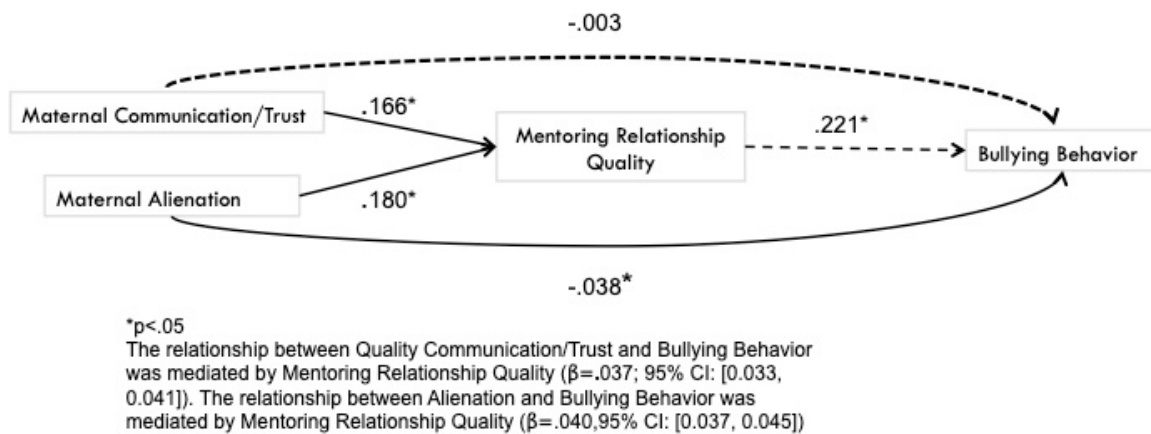 -.003
Maternal Communication/Trust
.166*
Mentoring Relationship
Quality
.221*
Bullying Behavior
Maternal Alienation
.180*
-.038*
*p<.05
The relationship between Quality Communication/Trust and Bullying Behavior
was mediated by Mentoring Relationship Quality (β=.037; 95% CI: [0.033,
0.041]). The relationship between Alienation and Bullying Behavior was
mediated by Mentoring Relationship Quality (β=.040,95% CI: [0.037, 0.045])